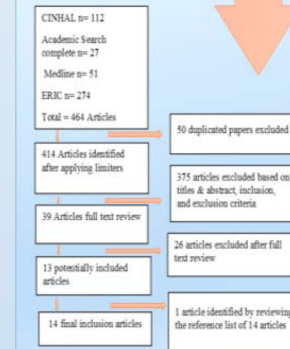 CINHAL n= 112
Academic Search
complete n= 27
Medline n= 51
ERIC n= 274
Total = 464 Articles
50 duplicated papers excluded
414 Articles identified
after applying limiters
375 articles excluded based on
titles & abstract, inclusion,
and exclusion criteria
39 Articles full text review
26 articles excluded after full
text review
13 potentially included
articles
1 article identified by reviewing
the reference list of 14 articles
14 final inclusion articles